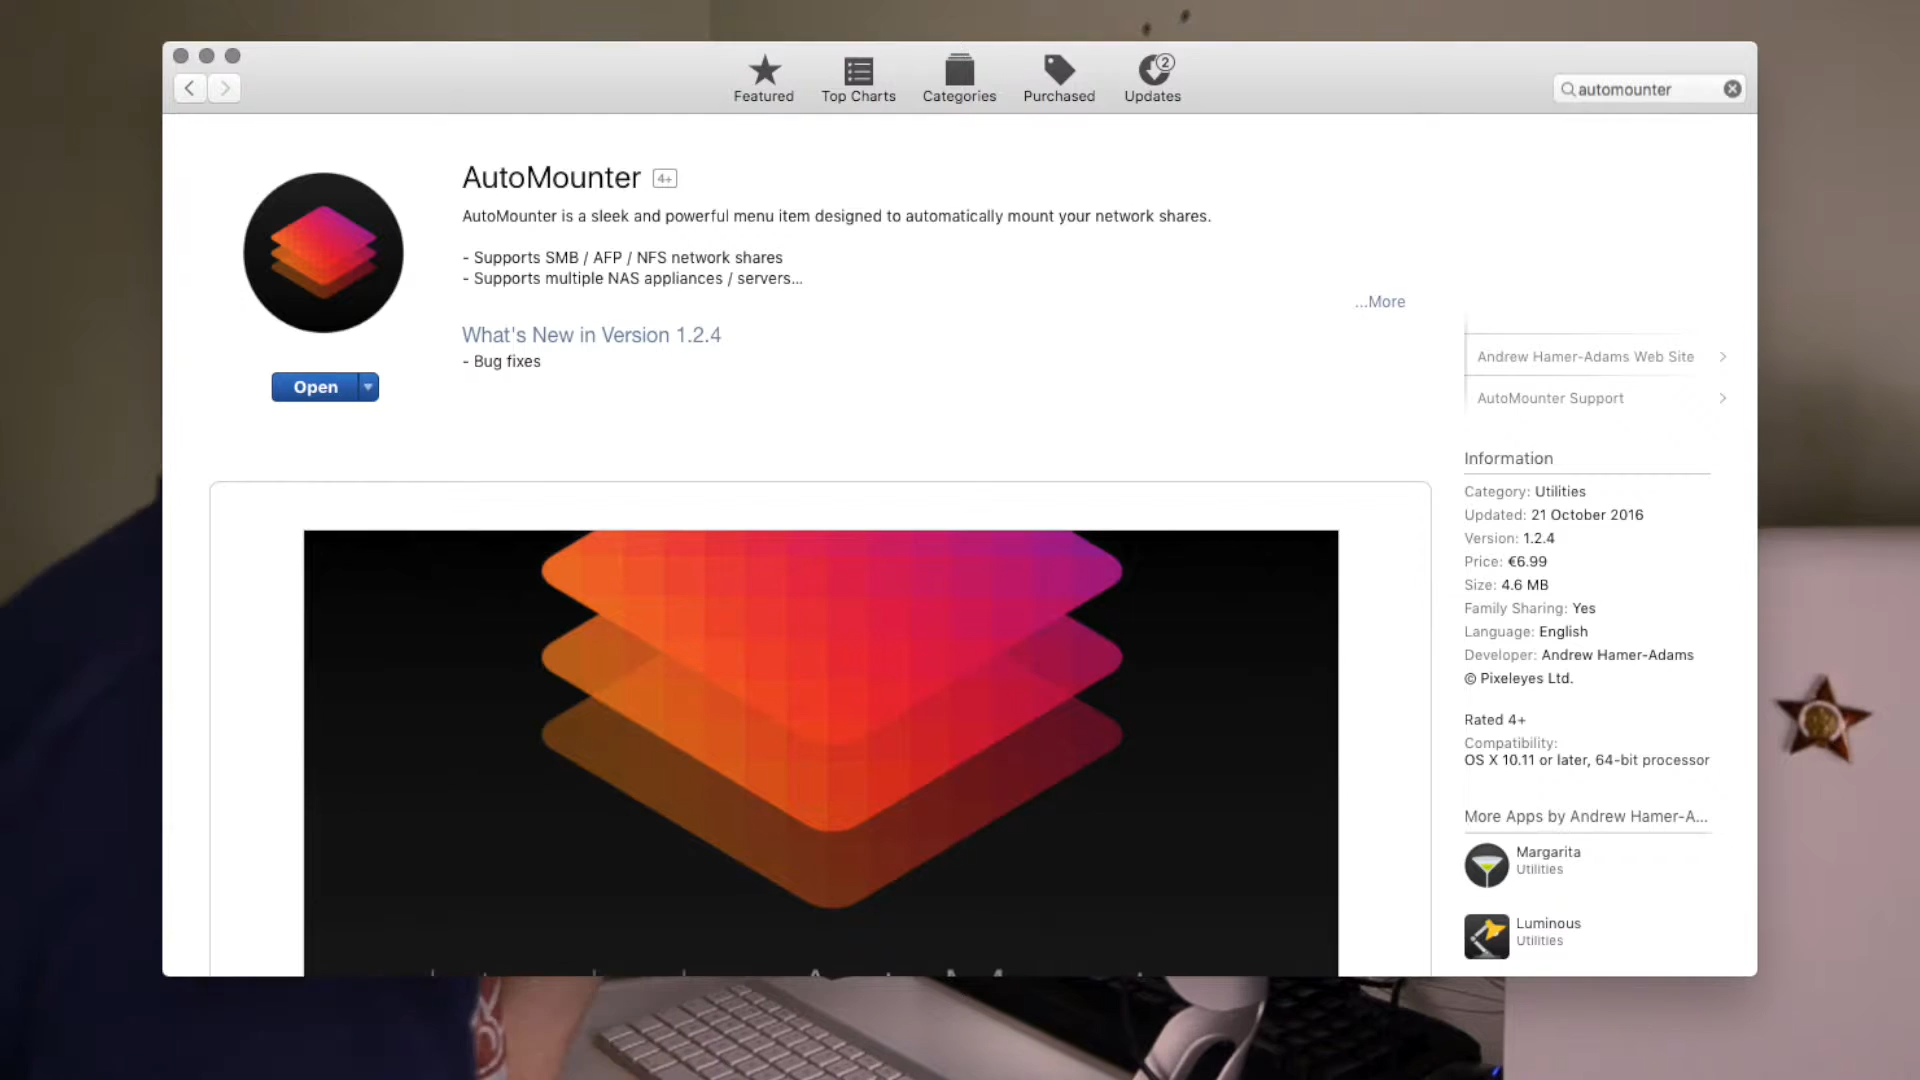 Featured
Top Charts
Categories
Purchased
2
Updates
automounter
AutoMounter 4+
AutoMounter is a sleek and powerful menu item designed to automatically mount your network shares.
- Supports SMB / AFP / NFS network shares
- Supports multiple NAS appliances / servers...
...More
What's New in Version 1.2.4
- Bug fixes
Open
Andrew Hamer-Adams Web Site
AutoMounter Support
Information
Category: Utilities
Updated: 21 October 2016
Version: 1.2.4
Price: €6.99
Size: 4.6 MB
Family Sharing: Yes
Language: English
Developer: Andrew Hamer-Adams
© Pixeleyes Ltd.
Rated 4+
Compatibility:
OS X 10.11 or later, 64-bit processor
More Apps by Andrew Hamer-A...
Margarita
Utilities
Luminous
Utilities